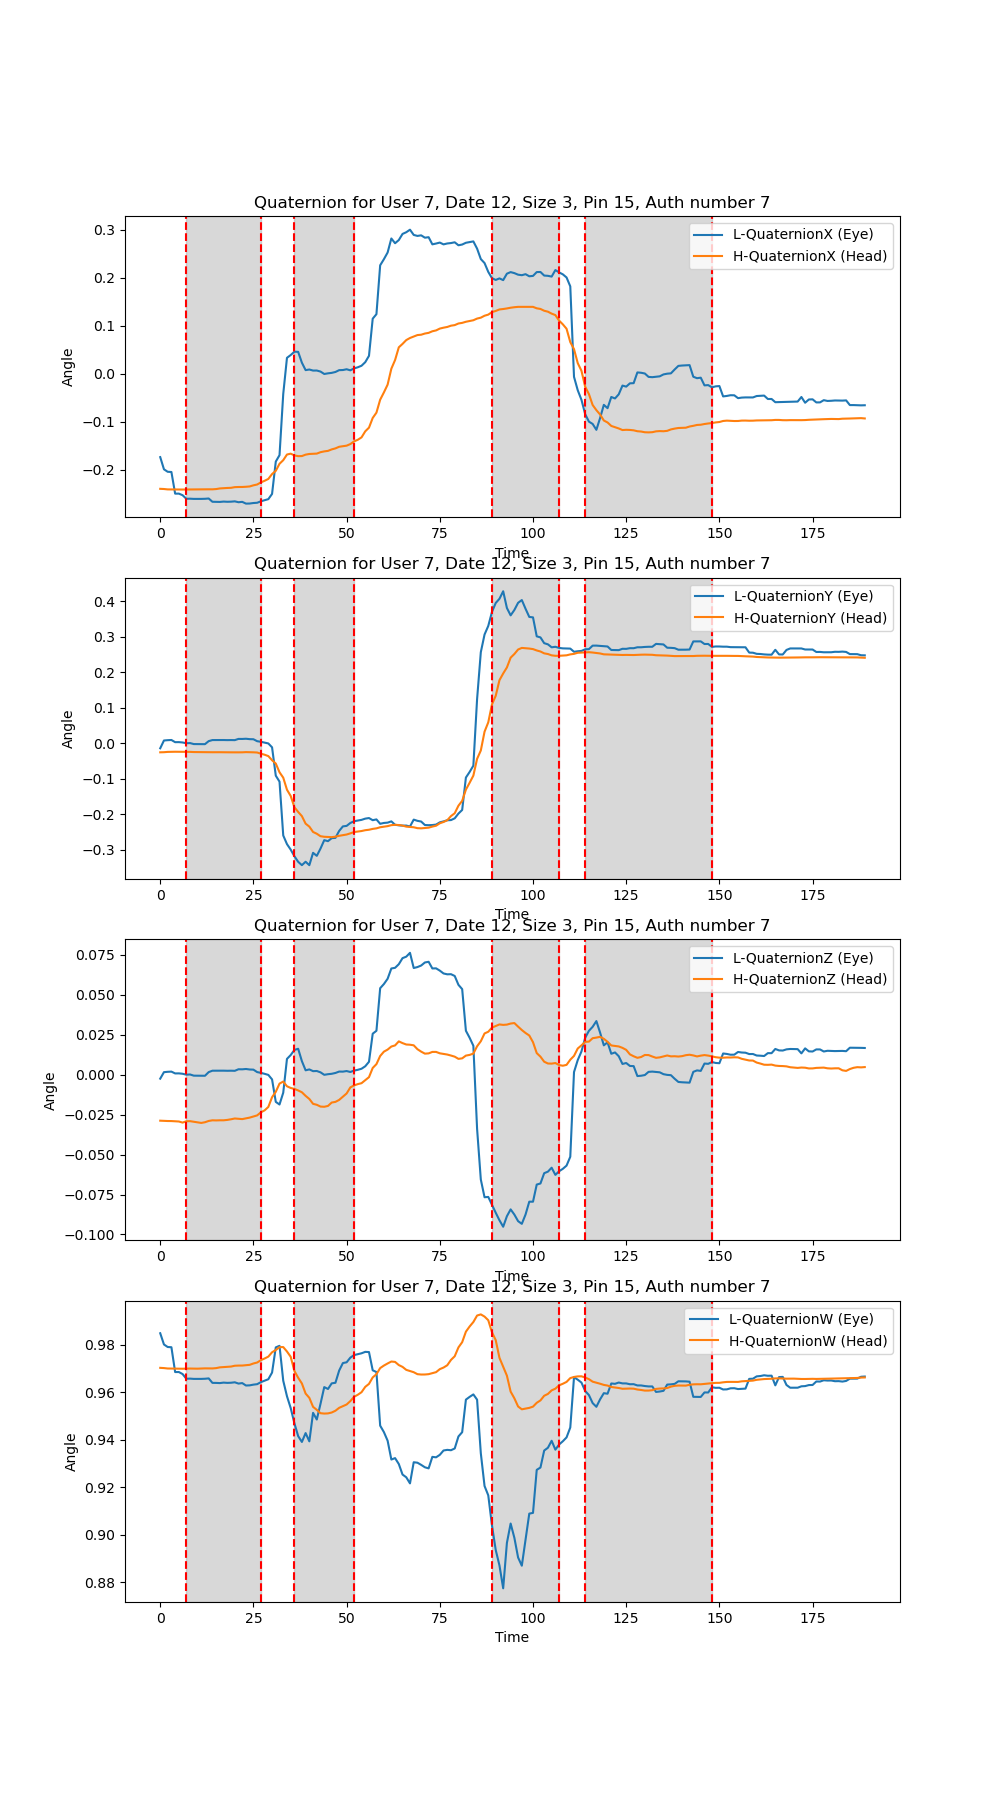 Quaternion for User 7, Date 12, Size 3, Pin 15, Auth number 7
L-QuaternionX (Eye)
H-QuaternionX (Head)
0.3
0.2
0.1
0.0
−0.1
−0.2
Angle
0 25 50 75 100 125 150 175
Time
Quaternion for User 7, Date 12, Size 3, Pin 15, Auth number 7
L-QuaternionY (Eye)
H-QuaternionY (Head)
0.4
0.3
0.2
0.1
0.0
−0.1
−0.2
−0.3
Angle
0 25 50 75 100 125 150 175
Time
Quaternion for User 7, Date 12, Size 3, Pin 15, Auth number 7
L-QuaternionZ (Eye)
H-QuaternionZ (Head)
0.075
0.050
0.025
0.000
−0.025
−0.050
−0.075
−0.100
Angle
0 25 50 75 100 125 150 175
Time
Quaternion for User 7, Date 12, Size 3, Pin 15, Auth number 7
L-QuaternionW (Eye)
H-QuaternionW (Head)
0.98
0.96
0.94
0.92
0.90
0.88
Angle
0 25 50 75 100 125 150 175
Time